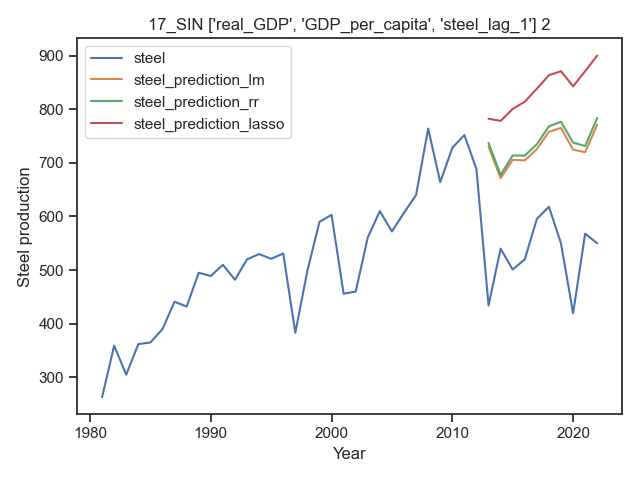 17_SIN ['real_GDP', 'GDP_per_capita', 'steel_lag_1'] 2
steel
steel_prediction_lm
steel_prediction_rr
steel_prediction_lasso
Steel production
900
800
700
600
500
400
300
1980
1990
2000
2010
2020
Year